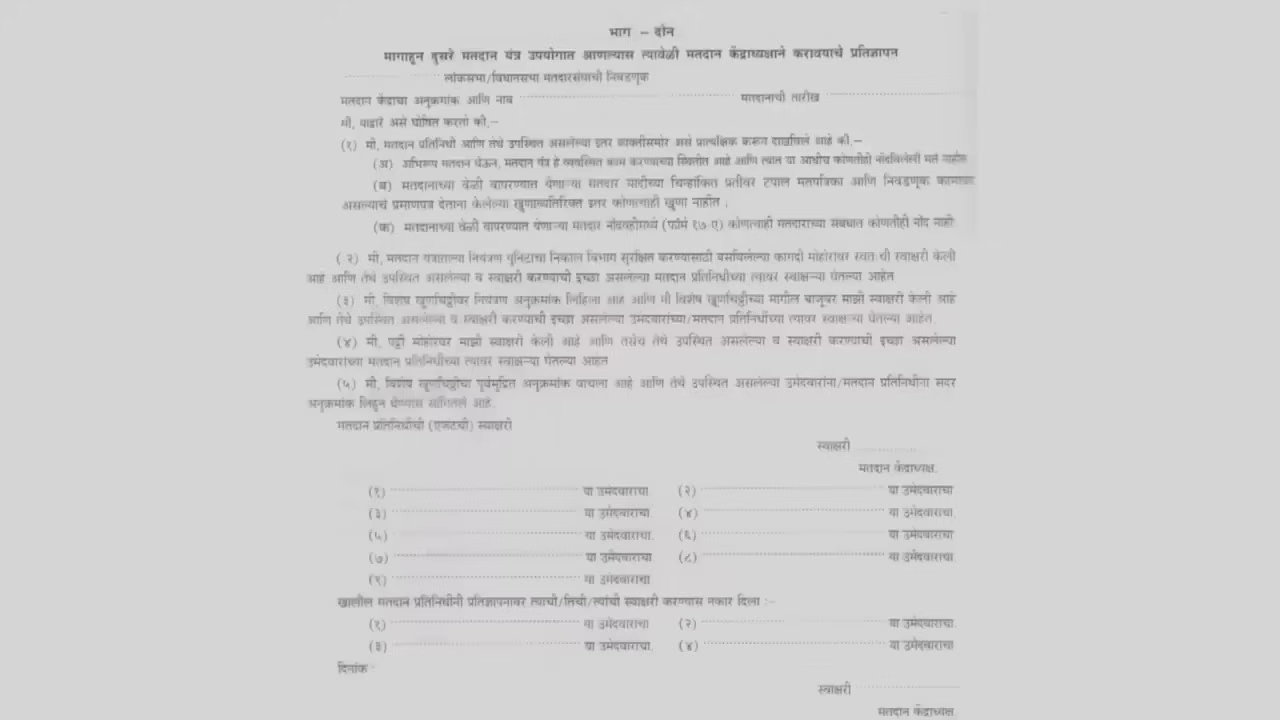 भाग – दोन
मागाहून दुसरे मतदान यंत्र उपयोगात आणल्यास त्यावेळी मतदान केंद्राध्यक्षाने करावयाचे प्रतिज्ञापन
लोकसभा/विधानसभा मतदारसंघाची निवडणूक
मतदान केंद्राचा अनुक्रमांक आणि नाव मतदानाची तारीख
मी, याद्वारे असे घोषित करतो की,–
(१) मी, मतदान प्रतिनिधी आणि तेथे उपस्थित असलेल्या इतर व्यक्तीसमोर असे प्रात्यक्षिक करून दाखविले आहे की,–
(अ) अभिरूप मतदान घेऊन, मतदान यंत्र हे व्यवस्थित काम करण्याच्या स्थितीत आहे आणि त्यात या आधीच कोणतीही नोंदविलेली मते नाहीत
(ब) मतदानाच्या वेळी वापरण्यात येणाऱ्या मतदार यादीच्या चिन्हांकित प्रतीवर टपाल मतपत्रिका आणि निवडणूक कामावर
असल्याचे प्रमाणपत्र देताना केलेल्या खुणाव्यतिरिक्त इतर कोणत्याही खुणा नाहीत ;
(क) मतदानाच्या वेळी वापरण्यात येणाऱ्या मतदार नोंदवहीमध्ये (फॉर्म १७-ए) कोणत्याही मतदाराच्या संबंधात कोणतीही नोंद नाही
(२) मी, मतदान यंत्राताल्या नियंत्रण युनिटाचा निकाल विभाग सुरक्षित करण्यासाठी बसविलेल्या कागदी मोहोरावर स्वतःची स्वाक्षरी केली
आहे आणि तेथे उपस्थित असलेल्या व स्वाक्षरी करण्याची इच्छा असलेल्या मतदान प्रतिनिधीच्या त्यावर स्वाक्षऱ्या घेतल्या आहेत
(३) मी, विशेष खूणचिठ्ठीवर नियंत्रण अनुक्रमांक लिहिला आहे आणि मी विशेष खूणचिठ्ठीच्या मागील बाजूवर माझी स्वाक्षरी केली आहे
आणि तेथे उपस्थित असलेल्या व स्वाक्षरी करण्याची इच्छा असलेल्या उमेदवारांच्या/मतदान प्रतिनिधींच्या त्यावर स्वाक्षऱ्या घेतल्या आहेत.
(४) मी, पट्टी मोहोरवर माझी स्वाक्षरी केली आहे आणि तसेच तेथे उपस्थित असलेल्या व स्वाक्षरी करण्याची इच्छा असलेल्या
उमेदवारांच्या मतदान प्रतिनिधींच्या त्यावर स्वाक्षऱ्या घेतल्या आहेत
(५) मी, विशेष खूणचिठ्ठीचा पूर्वमुद्रित अनुक्रमांक वाचला आहे आणि तेथे उपस्थित असलेल्या उमेदवारांना/मतदान प्रतिनिधींना सदर
अनुक्रमांक लिहून घेण्यास सांगितले आहे.
मतदान प्रतिनिधीची (एजंटची) स्वाक्षरी
स्वाक्षरी
मतदान केंद्राध्यक्ष.
(१) या उमेदवाराचा (२) या उमेदवाराचा
(३) या उमेदवाराचा. (४) या उमेदवाराचा.
(५) या उमेदवाराचा. (६) या उमेदवाराचा
(७) या उमेदवाराचा (८) या उमेदवाराचा.
(९) या उमेदवाराचा
खालील मतदान प्रतिनिधींनी प्रतिज्ञापनावर त्याची/तिची/त्यांची स्वाक्षरी करण्यास नकार दिला :–
(१) या उमेदवाराचा (२) या उमेदवाराचा.
(३) या उमेदवाराचा. (४) या उमेदवाराचा.
दिनांक
स्वाक्षरी
मतदान केंद्राध्यक्ष.